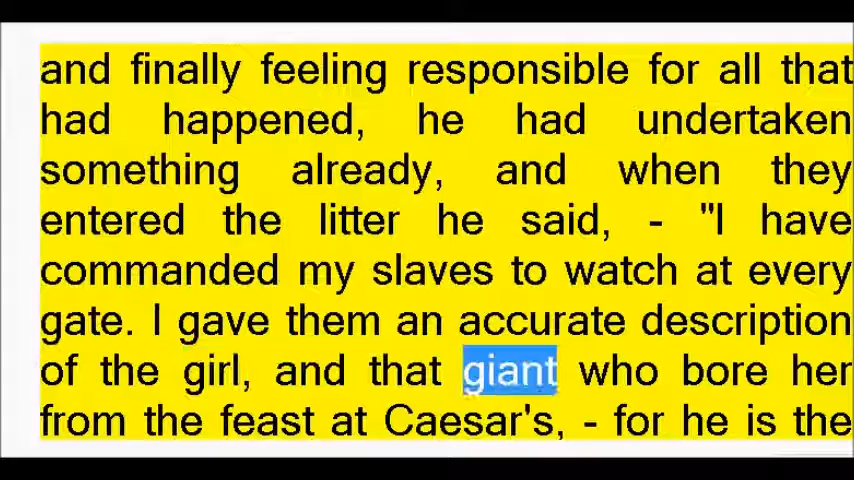 and finally feeling responsible for all that
had happened, he had undertaken
something already, and when they
entered the litter he said, - "I have
commanded my slaves to watch at every
gate. I gave them an accurate description
of the girl, and that giant who bore her
from the feast at Caesar's, - for he is the